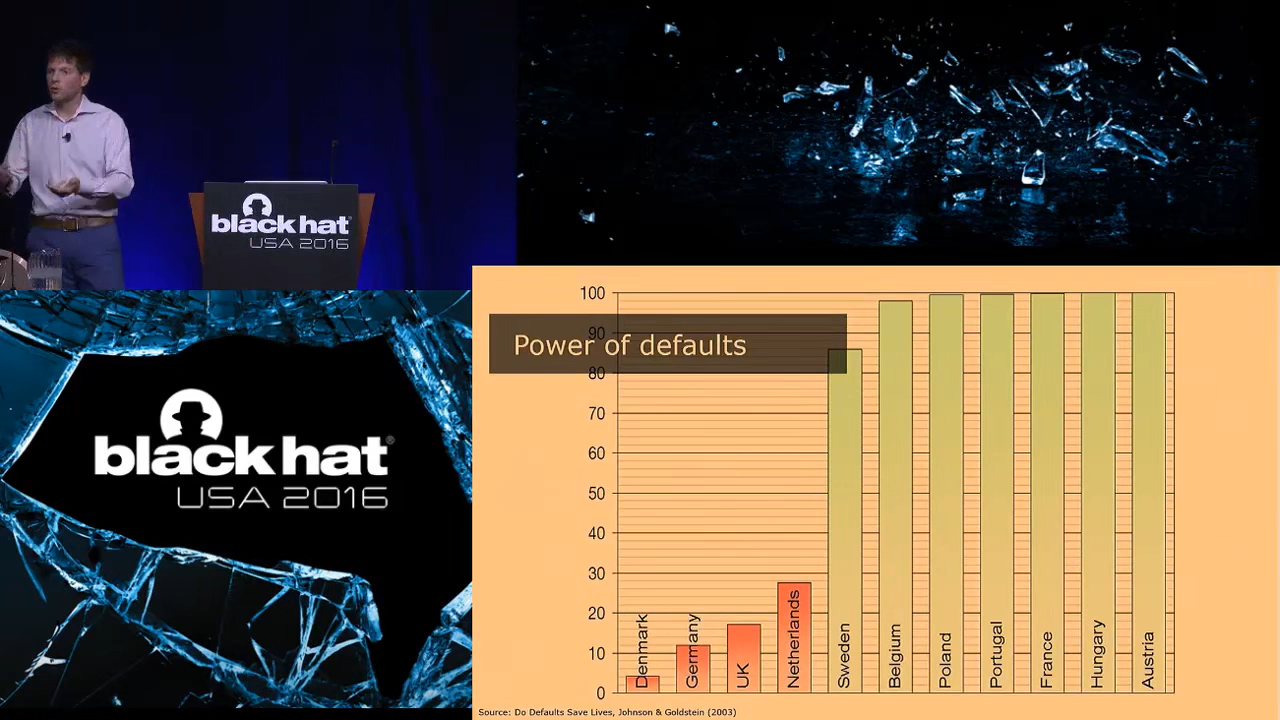 black hat
USA 2016
black hat®
USA 2016
Power of defaults
100
90
80
70
60
50
40
30
20
10
0
Denmark
Germany
UK
Netherlands
Sweden
Belgium
Poland
Portugal
France
Hungary
Austria
Source: Do Defaults Save Lives, Johnson & Goldstein (2003)